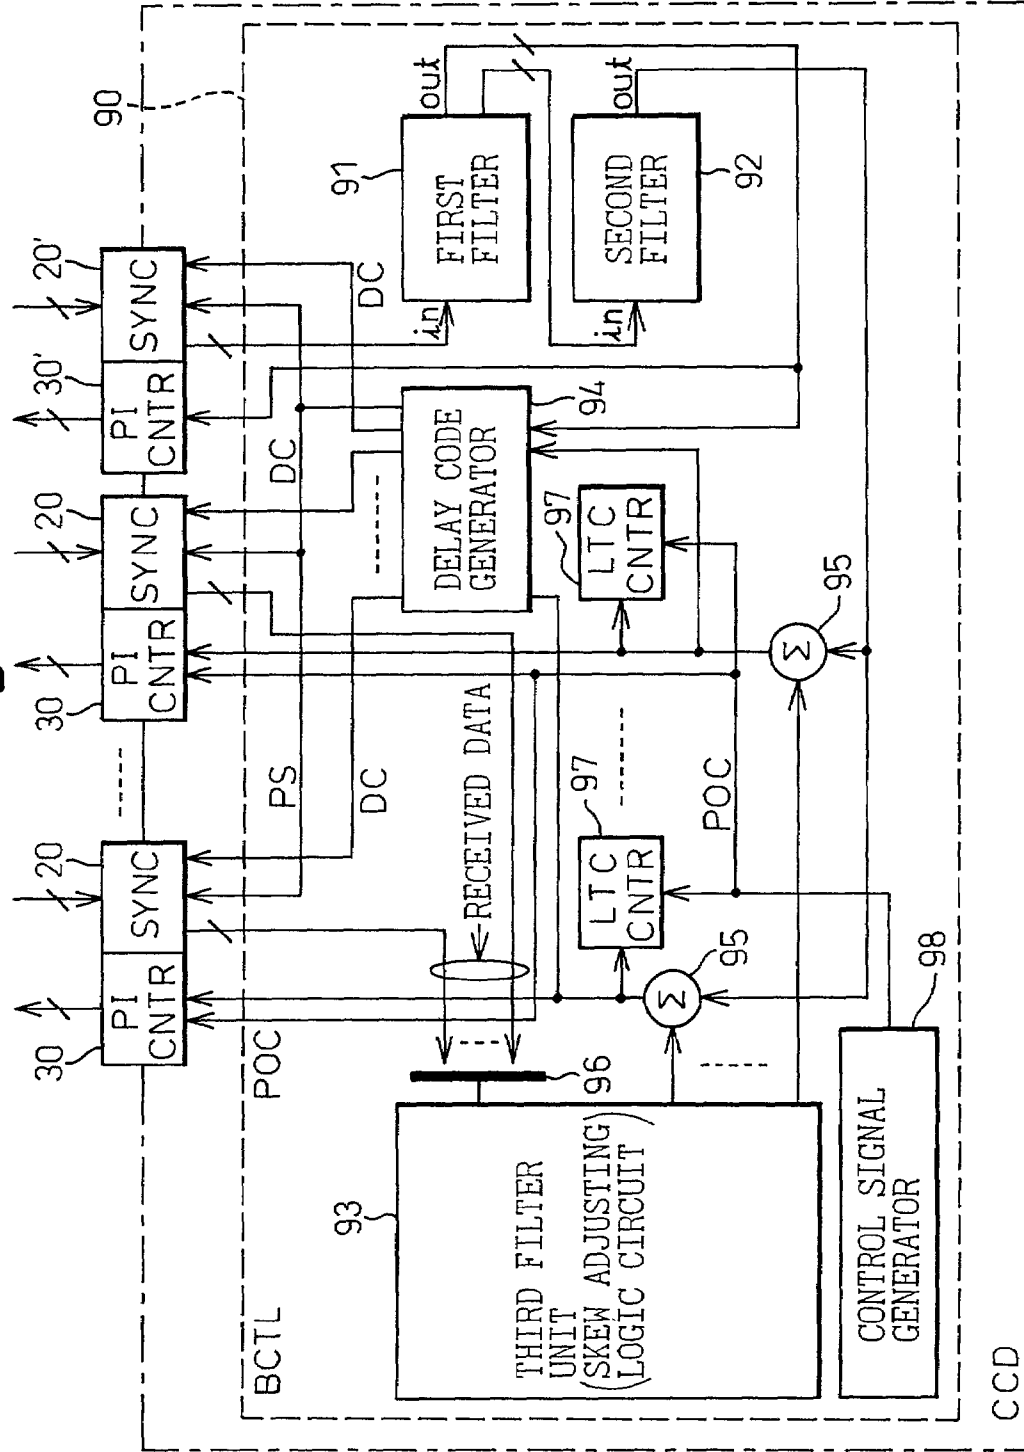 30
20
30
20
30'
20'
90
PI
CNTR
SYNC
PI
CNTR
SYNC
PI
CNTR
SYNC
BCTL
POC
PS
DC
DC
DC
93
91
in
FIRST
FILTER
out
RECEIVED DATA
DELAY CODE
GENERATOR
94
96
THIRD FILTER
UNIT
(SKEW ADJUSTING
LOGIC CIRCUIT)
97
LTC
CNTR
97
LTC
CNTR
in
SECOND
FILTER
out
92
95
POC
95
CONTROL SIGNAL
GENERATOR
98
Σ
Σ
CCD